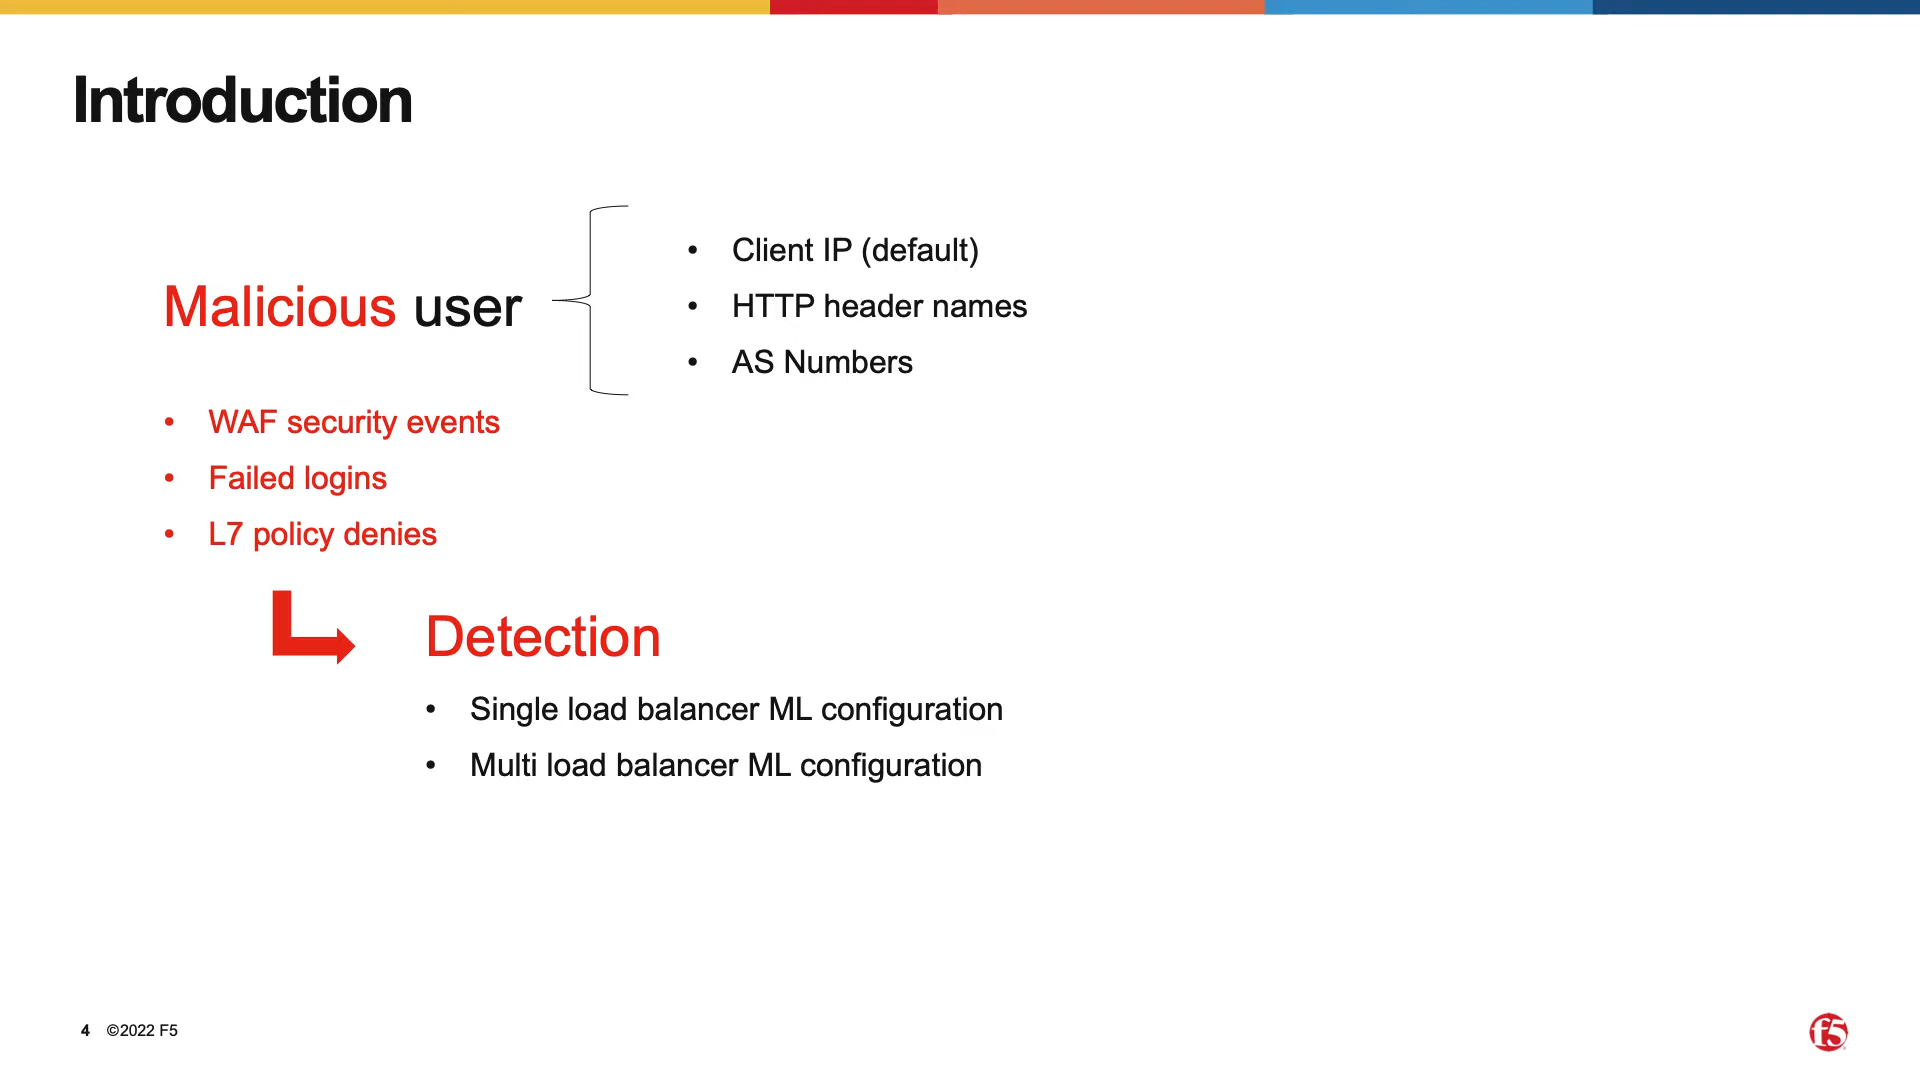 Introduction
Malicious user
• Client IP (default)
• HTTP header names
• AS Numbers
• WAF security events
• Failed logins
• L7 policy denies
Detection
• Single load balancer ML configuration
• Multi load balancer ML configuration
4 ©2022 F5
f5